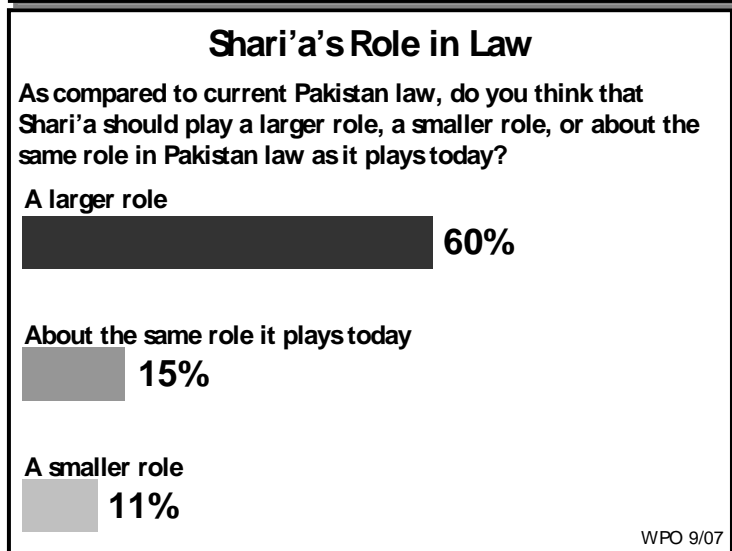 Shari’a’s Role in Law
As compared to current Pakistan law, do you think that
Shari’a should play a larger role, a smaller role, or about the
same role in Pakistan law as it plays today?
A larger role
60%
About the same role it plays today
15%
A smaller role
11%
WPO 9/07